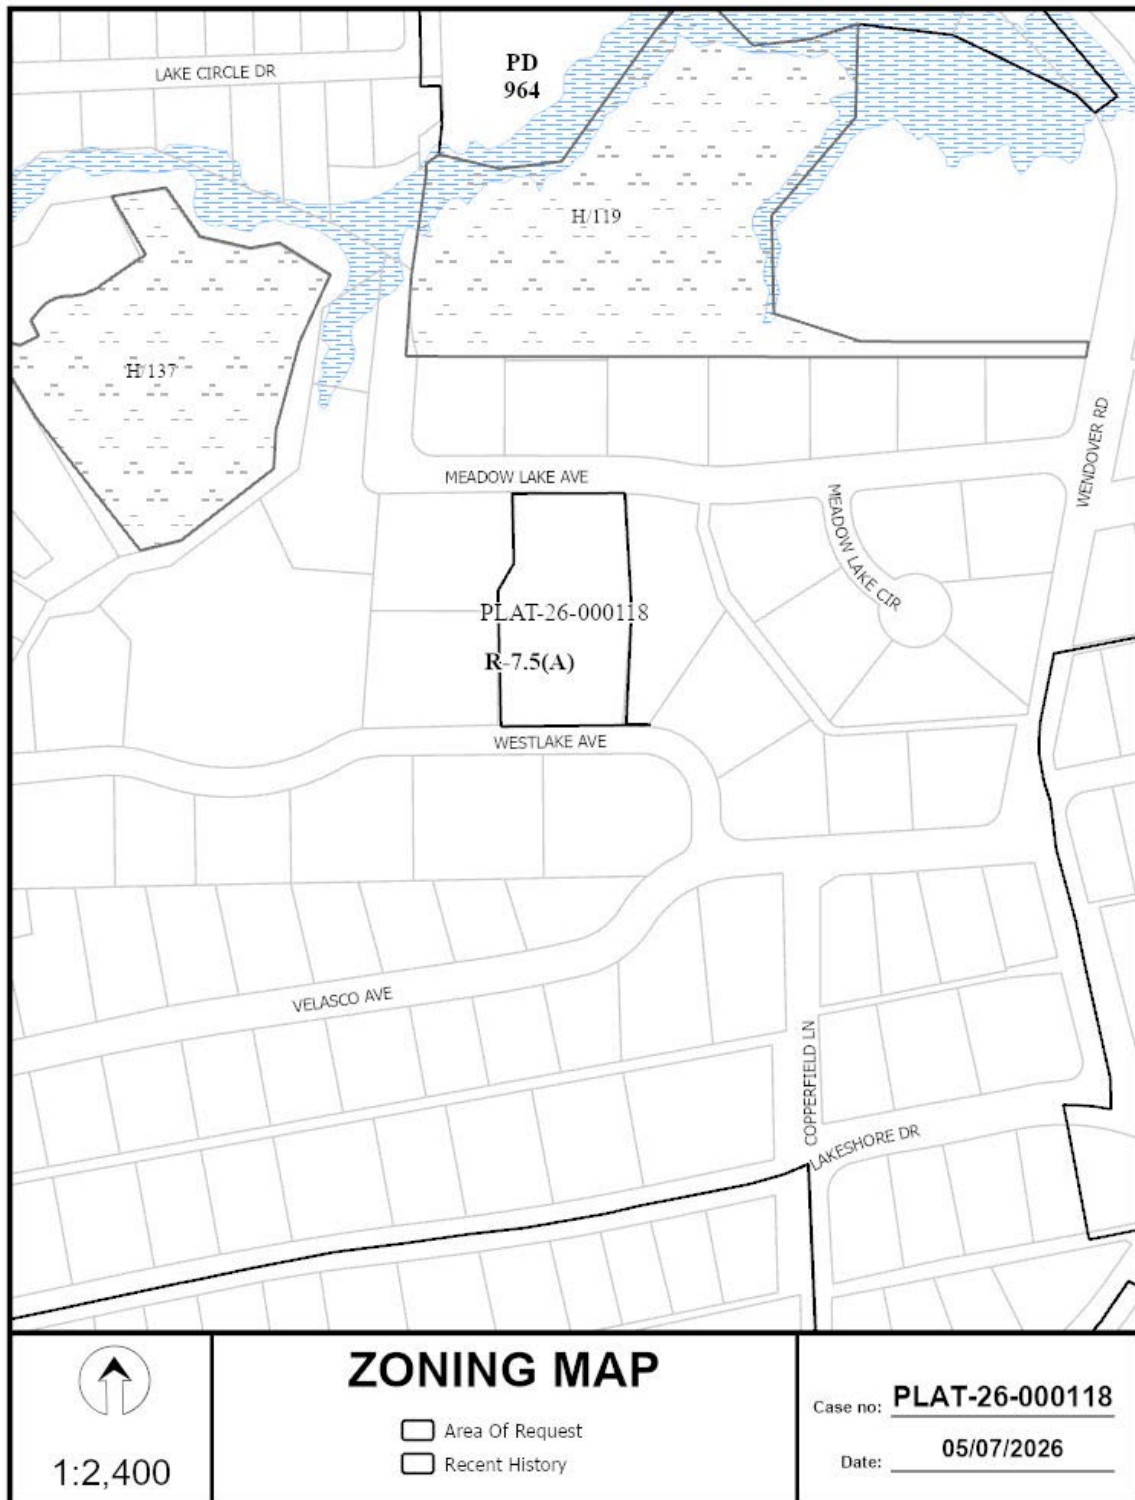 LAKE CIRCLE DR
PD
964
H/119
H/137
MEADOW LAKE AVE
WENDOVER RD
MEADOW LAKE CIR
PLAT-26-000118
R-7.5(A)
WESTLAKE AVE
VELASCO AVE
COPPERFIELD LN
LAKESHORE DR
1:2,400
ZONING MAP
Area Of Request
Recent History
Case no: PLAT-26-000118
Date: 05/07/2026